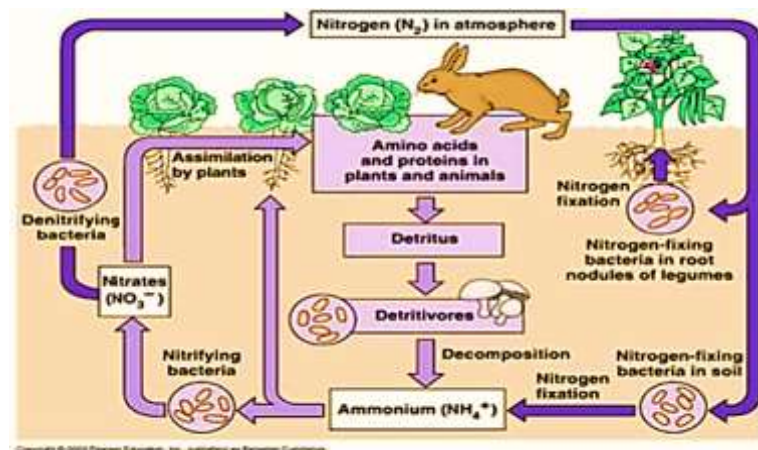 Nitrogen (N₂) in atmosphere
Assimilation
by plants
Amino acids
and proteins in
plants and animals
Nitrogen
fixation
Denitrifying
bacteria
Detritus
Nitrogen-fixing
bacteria in root
nodules of legumes
Nitrates
(NO₃⁻)
Detritivores
Nitrifying
bacteria
Decomposition
Nitrogen-fixing
bacteria in soil
Nitrogen
fixation
Ammonium (NH₄⁺)